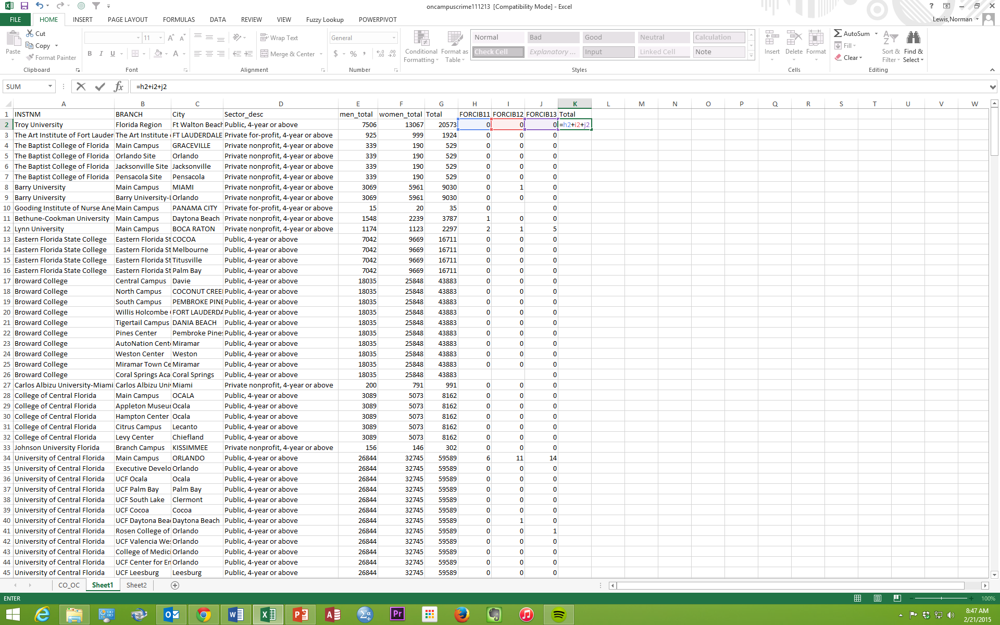 oncampuscrime111213 [Compatibility Mode] - Excel
FILE HOME INSERT PAGE LAYOUT FORMULAS DATA REVIEW VIEW Fuzzy Lookup POWERPIVOT Lewis,Norman
Cut
Copy
Format Painter
Paste
Clipboard
11
B I U
Font
Wrap Text
Merge & Center
Alignment
General
$ % ,
Number
Conditional Formatting
Format as Table
Normal Bad Good Neutral Calculation
Check Cell Explanatory ... Input Linked Cell Note
Styles
Insert Delete Format
Cells
AutoSum
Fill
Clear
Sort & Filter
Find & Select
Editing
SUM fx =h2+i2+j2
A B C D E F G H I J K L M N O P Q R S T U V W
1 INSTNM BRANCH City Sector_desc men_total women_total Total FORCIB11 FORCIB12 FORCIB13 Total
2 Troy University Florida Region Ft Walton Beach Public, 4-year or above 7506 13067 20573 0 0 0 =h2+i2+j2
3 The Art Institute of Fort Lauder The Art Institute FT LAUDERDALE Private for-profit, 4-year or above 925 999 1924 0 0 0
4 The Baptist College of Florida Main Campus GRACEVILLE Private nonprofit, 4-year or above 339 190 529 0 0 0
5 The Baptist College of Florida Orlando Site Orlando Private nonprofit, 4-year or above 339 190 529 0 0 0
6 The Baptist College of Florida Jacksonville Site Jacksonville Private nonprofit, 4-year or above 339 190 529 0 0 0
7 The Baptist College of Florida Pensacola Site Pensacola Private nonprofit, 4-year or above 339 190 529 0 0 0
8 Barry University Main Campus MIAMI Private nonprofit, 4-year or above 3069 5961 9030 0 1 0
9 Barry University Barry University-L Orlando Private nonprofit, 4-year or above 3069 5961 9030 0 0 0
10 Gooding Institute of Nurse Ane Main Campus PANAMA CITY Private for-profit, 4-year or above 15 20 35 0
11 Bethune-Cookman University Main Campus Daytona Beach Private nonprofit, 4-year or above 1548 2239 3787 1 0 0
12 Lynn University Main Campus BOCA RATON Private nonprofit, 4-year or above 1174 1123 2297 2 1 5
13 Eastern Florida State College Eastern Florida St COCOA Public, 4-year or above 7042 9669 16711 0 0 0
14 Eastern Florida State College Eastern Florida St Melbourne Public, 4-year or above 7042 9669 16711 0 0 0
15 Eastern Florida State College Eastern Florida St Titusville Public, 4-year or above 7042 9669 16711 0 0 0
16 Eastern Florida State College Eastern Florida St Palm Bay Public, 4-year or above 7042 9669 16711 0 0 0
17 Broward College Central Campus Davie Public, 4-year or above 18035 25848 43883 0 0 0
18 Broward College North Campus COCONUT CREE Public, 4-year or above 18035 25848 43883 0 0 0
19 Broward College South Campus PEMBROKE PINE Public, 4-year or above 18035 25848 43883 0 0 0
20 Broward College Willis Holcombe FORT LAUDERDA Public, 4-year or above 18035 25848 43883 0 0 0
21 Broward College Tigertail Campus DANIA BEACH Public, 4-year or above 18035 25848 43883 0 0 0
22 Broward College Pines Center Pembroke Pines Public, 4-year or above 18035 25848 43883 0 0 0
23 Broward College AutoNation Cent Miramar Public, 4-year or above 18035 25848 43883 0 0 0
24 Broward College Weston Center Weston Public, 4-year or above 18035 25848 43883 0 0 0
25 Broward College Miramar Town Ce Miramar Public, 4-year or above 18035 25848 43883 0 0 0
26 Broward College Coral Springs Aca Coral Springs Public, 4-year or above 18035 25848 43883 0
27 Carlos Albizu University-Miami Carlos Albizu Univ Miami Private nonprofit, 4-year or above 200 791 991 0 0 0
28 College of Central Florida Main Campus OCALA Public, 4-year or above 3089 5073 8162 0 0 0
29 College of Central Florida Appleton Museur Ocala Public, 4-year or above 3089 5073 8162 0 0 0
30 College of Central Florida Hampton Center Ocala Public, 4-year or above 3089 5073 8162 0 0 0
31 College of Central Florida Citrus Campus Lecanto Public, 4-year or above 3089 5073 8162 0 0 0
32 College of Central Florida Levy Center Chiefland Public, 4-year or above 3089 5073 8162 0 0 0
33 Johnson University Florida Branch Campus KISSIMMEE Private nonprofit, 4-year or above 156 146 302 0 0 0
34 University of Central Florida Main Campus ORLANDO Public, 4-year or above 26844 32745 59589 6 11 14
35 University of Central Florida Executive Develo Orlando Public, 4-year or above 26844 32745 59589 0 0 0
36 University of Central Florida UCF Ocala Ocala Public, 4-year or above 26844 32745 59589 0 0 0
37 University of Central Florida UCF Palm Bay Palm Bay Public, 4-year or above 26844 32745 59589 0 0 0
38 University of Central Florida UCF South Lake Clermont Public, 4-year or above 26844 32745 59589 0 0 0
39 University of Central Florida UCF Cocoa Cocoa Public, 4-year or above 26844 32745 59589 0 0 0
40 University of Central Florida UCF Daytona Bea Daytona Beach Public, 4-year or above 26844 32745 59589 0 1 0
41 University of Central Florida Rosen College of Orlando Public, 4-year or above 26844 32745 59589 0 0 1
42 University of Central Florida UCF Valencia We Orlando Public, 4-year or above 26844 32745 59589 0 0 0
43 University of Central Florida College of Medici Orlando Public, 4-year or above 26844 32745 59589 0 0 0
44 University of Central Florida UCF Center for En Orlando Public, 4-year or above 26844 32745 59589 0 0 0
45 University of Central Florida UCF Leesburg Leesburg Public, 4-year or above 26844 32745 59589 0 0 0
CO_OC Sheet1 Sheet2
ENTER 100%
8:47 AM
2/21/2015